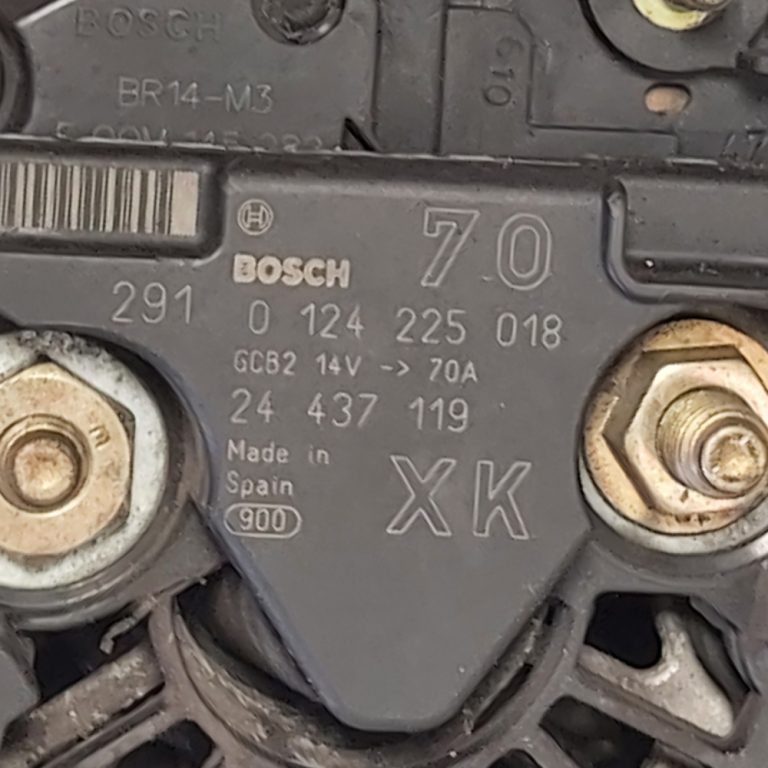 BOSCH
BR14-M3
610
BOSCH 70
291 0 124 225 018
GCB2 14V -> 70A
24 437 119
Made in
Spain
900
XK